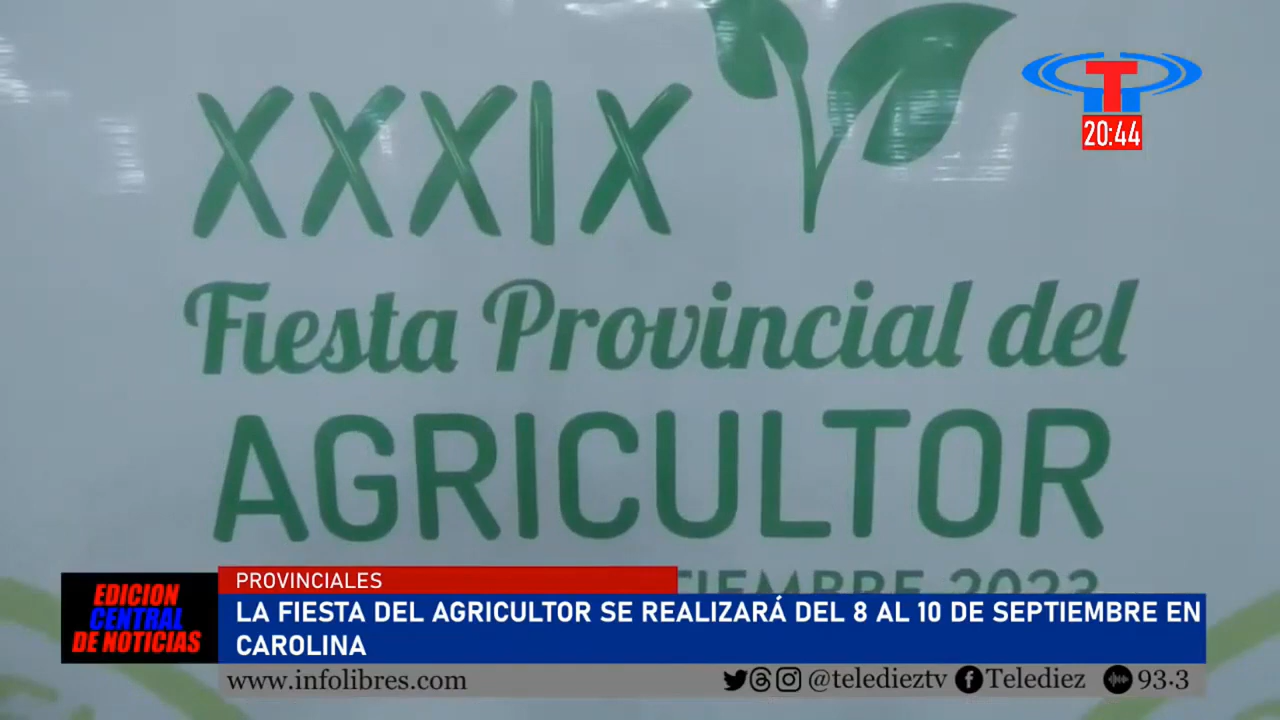 XXXIX
T
20:44
Fiesta Provincial del
AGRICULTOR
2023
EDICION
CENTRAL
DE NOTICIAS
PROVINCIALES
LA FIESTA DEL AGRICULTOR SE REALIZARÁ DEL 8 AL 10 DE SEPTIEMBRE EN
CAROLINA
www.infolibres.com
@teledieztv
Telediez
93.3